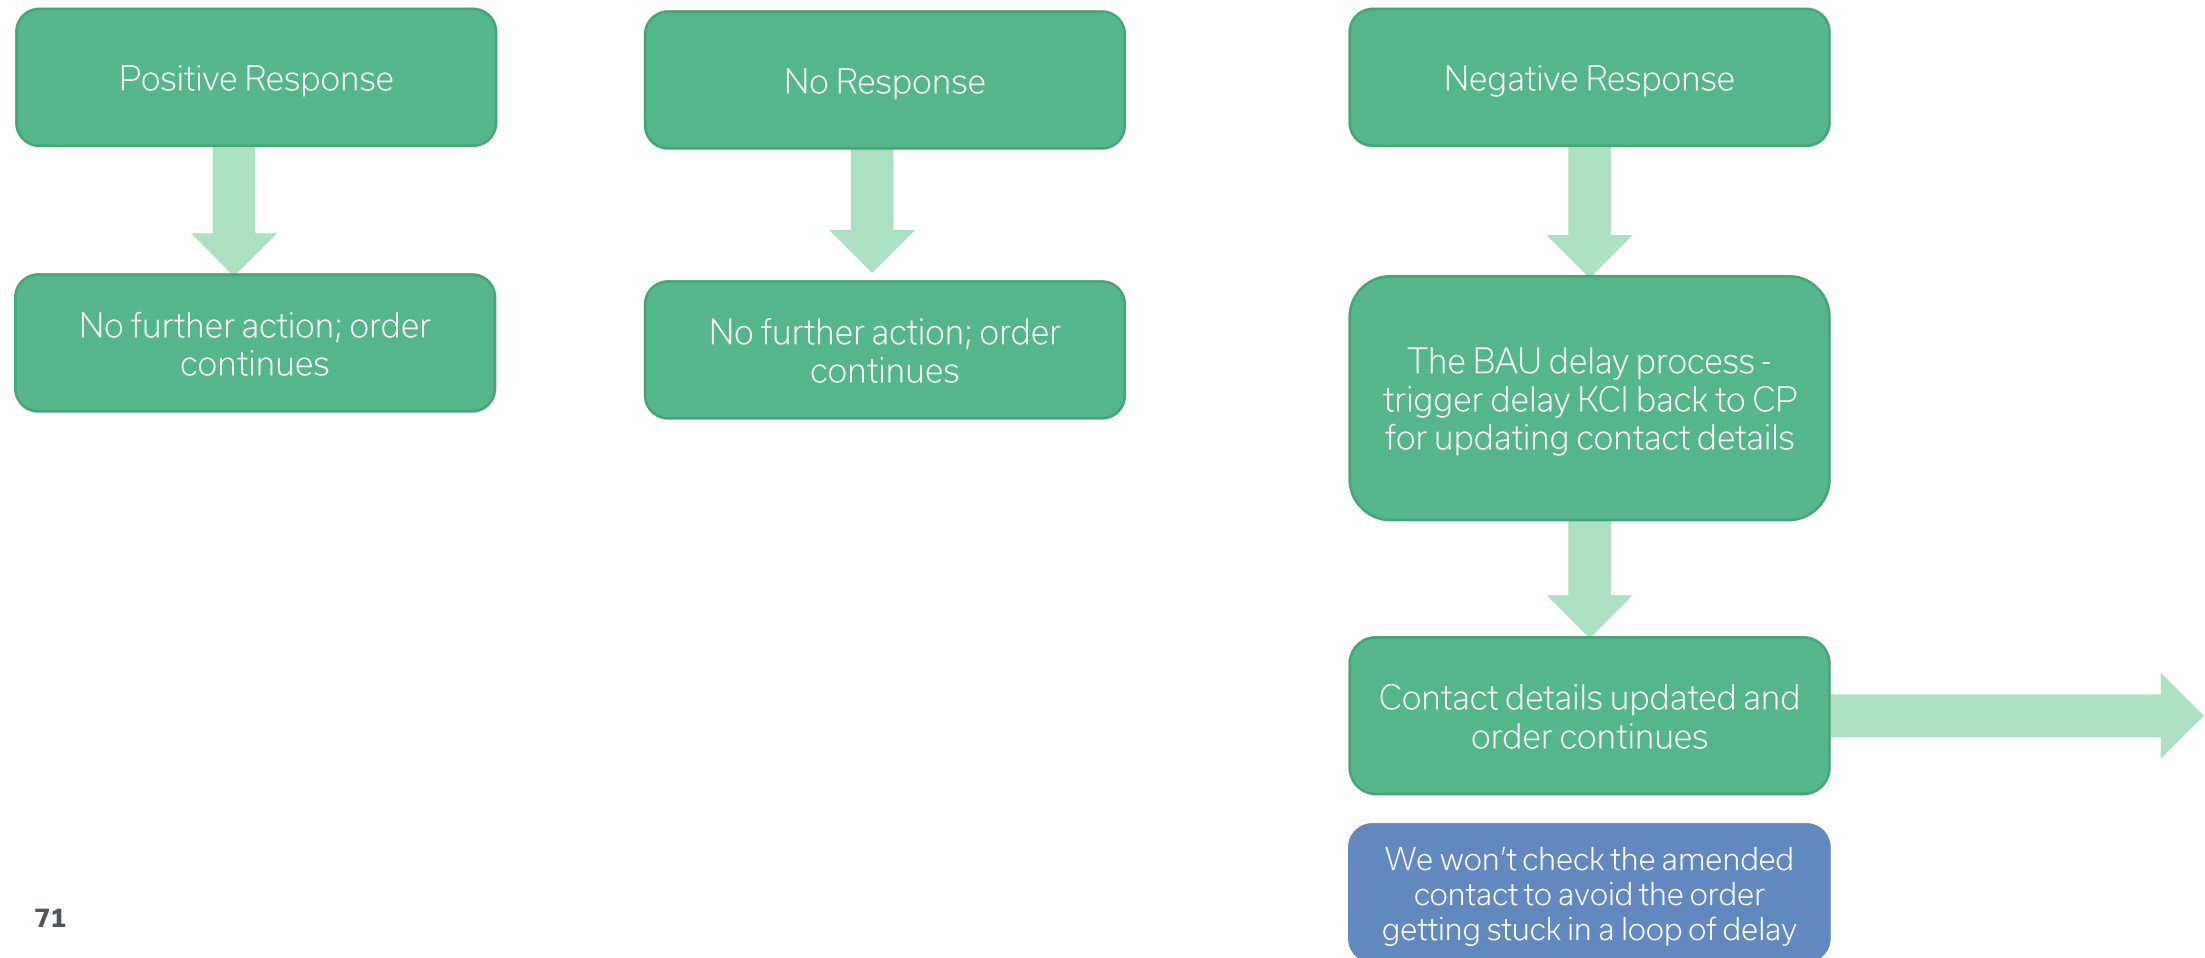 Positive Response
No further action; order
continues
No Response
No further action; order
continues
Negative Response
The BAU delay process -
trigger delay KCI back to CP
for updating contact details
Contact details updated and
order continues
We won't check the amended
contact to avoid the order
getting stuck in a loop of delay
71